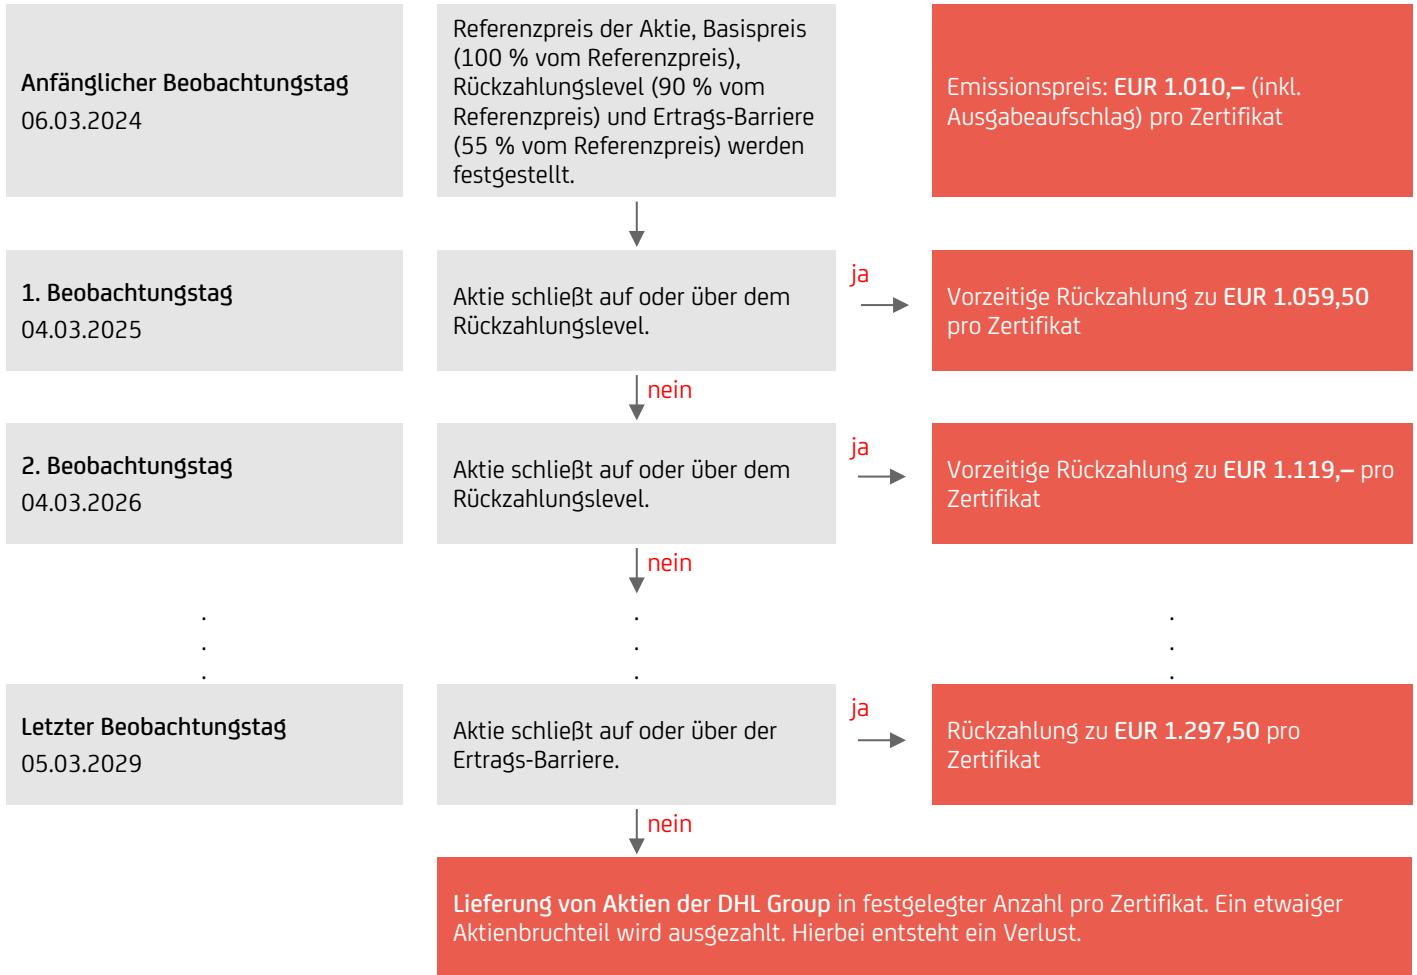 Anfänglicher Beobachtungstag
06.03.2024
Referenzpreis der Aktie, Basispreis
(100 % vom Referenzpreis),
Rückzahlungslevel (90 % vom
Referenzpreis) und Ertrags-Barriere
(55 % vom Referenzpreis) werden
festgestellt.
Emissionspreis: EUR 1.010,– (inkl.
Ausgabeaufschlag) pro Zertifikat
1. Beobachtungstag
04.03.2025
Aktie schließt auf oder über dem
Rückzahlungslevel.
ja
Vorzeitige Rückzahlung zu EUR 1.059,50
pro Zertifikat
nein
2. Beobachtungstag
04.03.2026
Aktie schließt auf oder über dem
Rückzahlungslevel.
ja
Vorzeitige Rückzahlung zu EUR 1.119,– pro
Zertifikat
nein
Letzter Beobachtungstag
05.03.2029
Aktie schließt auf oder über der
Ertrags-Barriere.
ja
Rückzahlung zu EUR 1.297,50 pro
Zertifikat
nein
Lieferung von Aktien der DHL Group in festgelegter Anzahl pro Zertifikat. Ein etwaiger
Aktienbruchteil wird ausgezahlt. Hierbei entsteht ein Verlust.